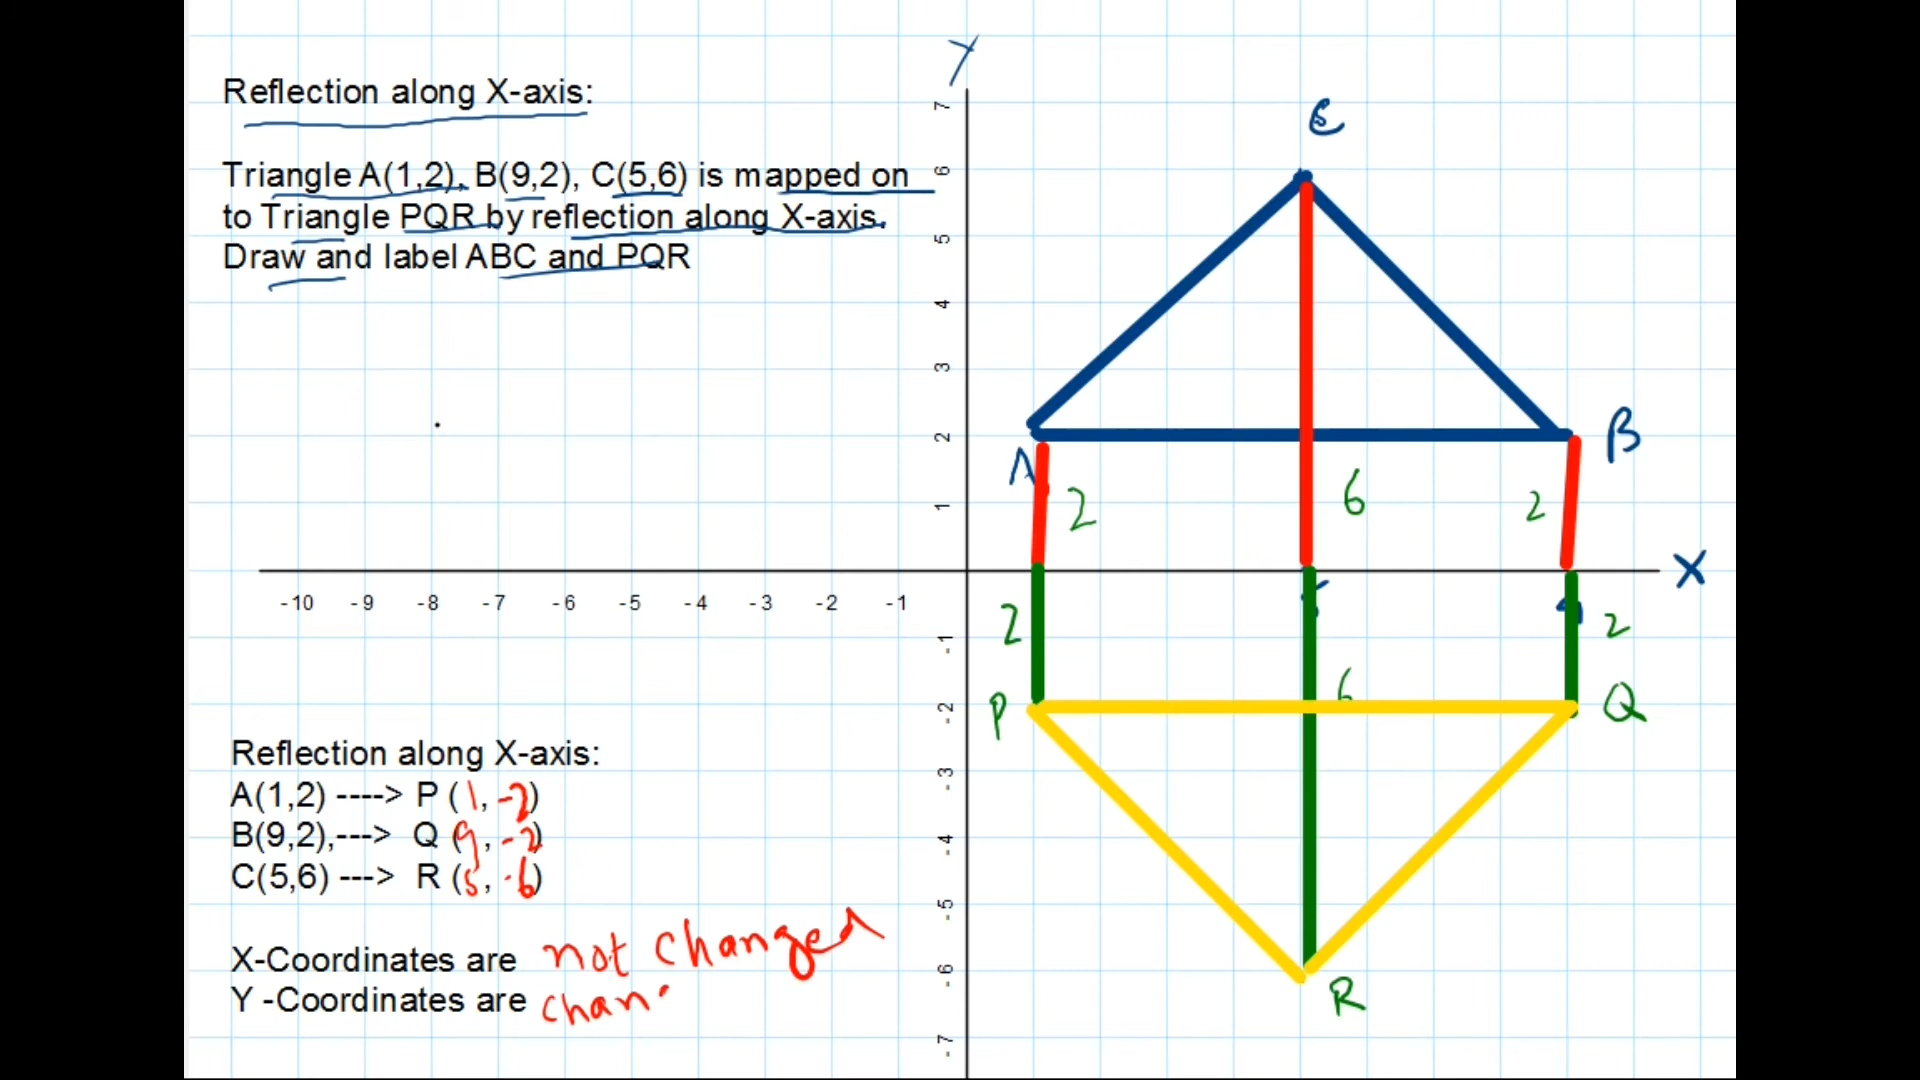 Reflection along X-axis:
Triangle A(1,2), B(9,2), C(5,6) is mapped on
to Triangle PQR by reflection along X-axis.
Draw and label ABC and PQR
Reflection along X-axis:
A(1,2) ----> P (1, -2)
B(9,2),---> Q (9, -2)
C(5,6) ---> R (5, -6)
X-Coordinates are not changed
Y -Coordinates are chan
Y
7
6
5
4
3
2
1
-1
-2
-3
-4
-5
-6
-7
-10 -9 -8 -7 -6 -5 -4 -3 -2 -1
X
C
A
B
2
6
2
2
6
2
P
Q
R